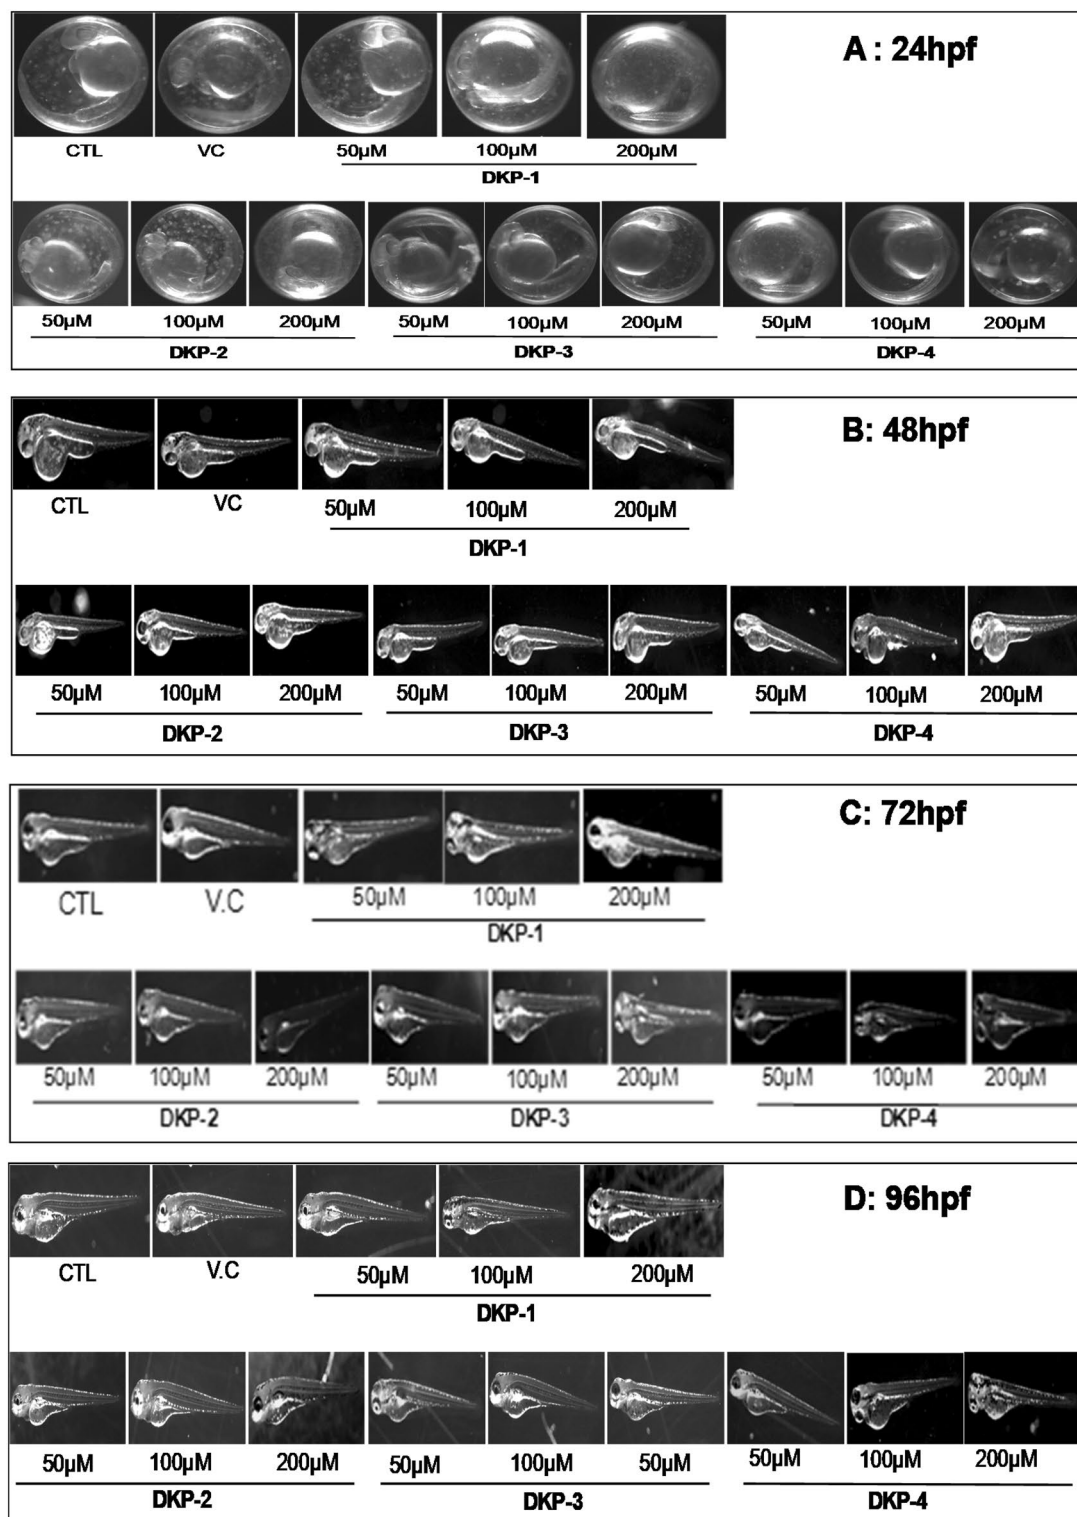 A : 24hpf
CTL VC 50µM 100µM 200µM
DKP-1
50µM 100µM 200µM 50µM 100µM 200µM 50µM 100µM 200µM
DKP-2 DKP-3 DKP-4
B: 48hpf
CTL VC 50µM 100µM 200µM
DKP-1
50µM 100µM 200µM 50µM 100µM 200µM 50µM 100µM 200µM
DKP-2 DKP-3 DKP-4
C: 72hpf
CTL V.C 50µM 100µM 200µM
DKP-1
50µM 100µM 200µM 50µM 100µM 200µM 50µM 100µM 200µM
DKP-2 DKP-3 DKP-4
D: 96hpf
CTL V.C 50µM 100µM 200µM
DKP-1
50µM 100µM 200µM 50µM 100µM 50µM 50µM 100µM 200µM
DKP-2 DKP-3 DKP-4